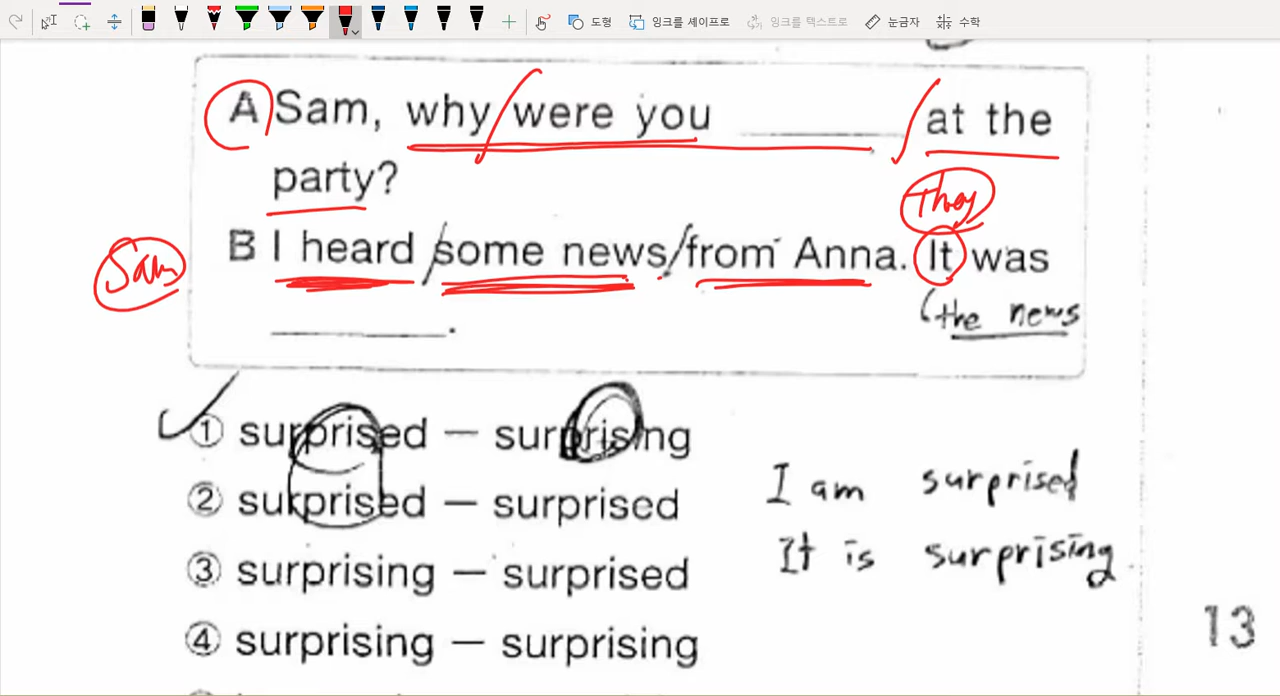 도형 잉크를 셰이프로 잉크를 텍스트로 눈금자 수학
A Sam, why were you ________ at the
party?
they
Sam
B I heard some news from Anna. It was
________.
(the news
① surprised — surprising
② surprised — surprised
③ surprising — surprised
④ surprising — surprising
I am surprised
It is surprising.
13